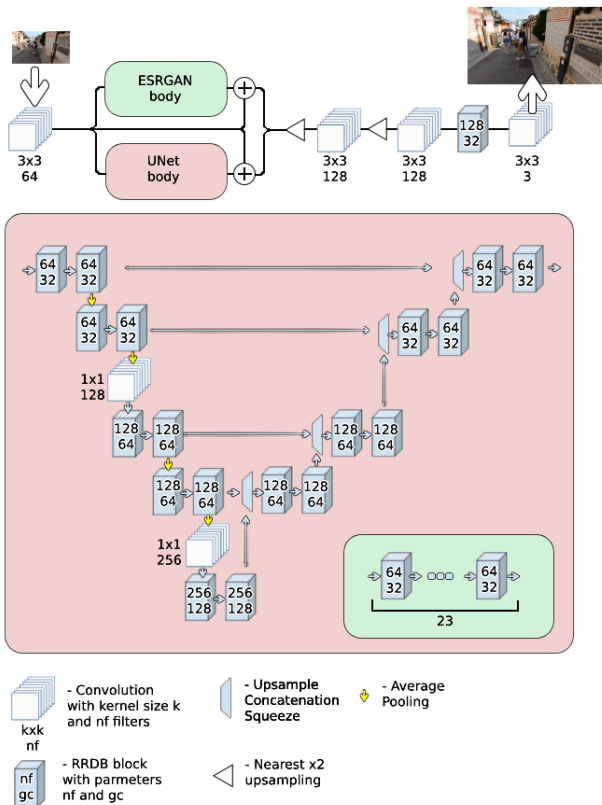 ESRGAN
body
UNet
body
3x3
64
3x3
128
3x3
128
128
32
3x3
3
64
32
64
32
64
32
64
32
64
32
64
32
64
32
64
32
1x1
128
128
64
128
64
128
64
128
64
128
64
128
64
128
64
128
64
1x1
256
256
128
256
128
64
32
64
32
23
- Convolution
with kernel size k
and nf filters
kxk
nf
- Upsample
Concatenation
Squeeze
- Average
Pooling
nf
gc
- RRDB block
with parmeters
nf and gc
- Nearest x2
upsampling